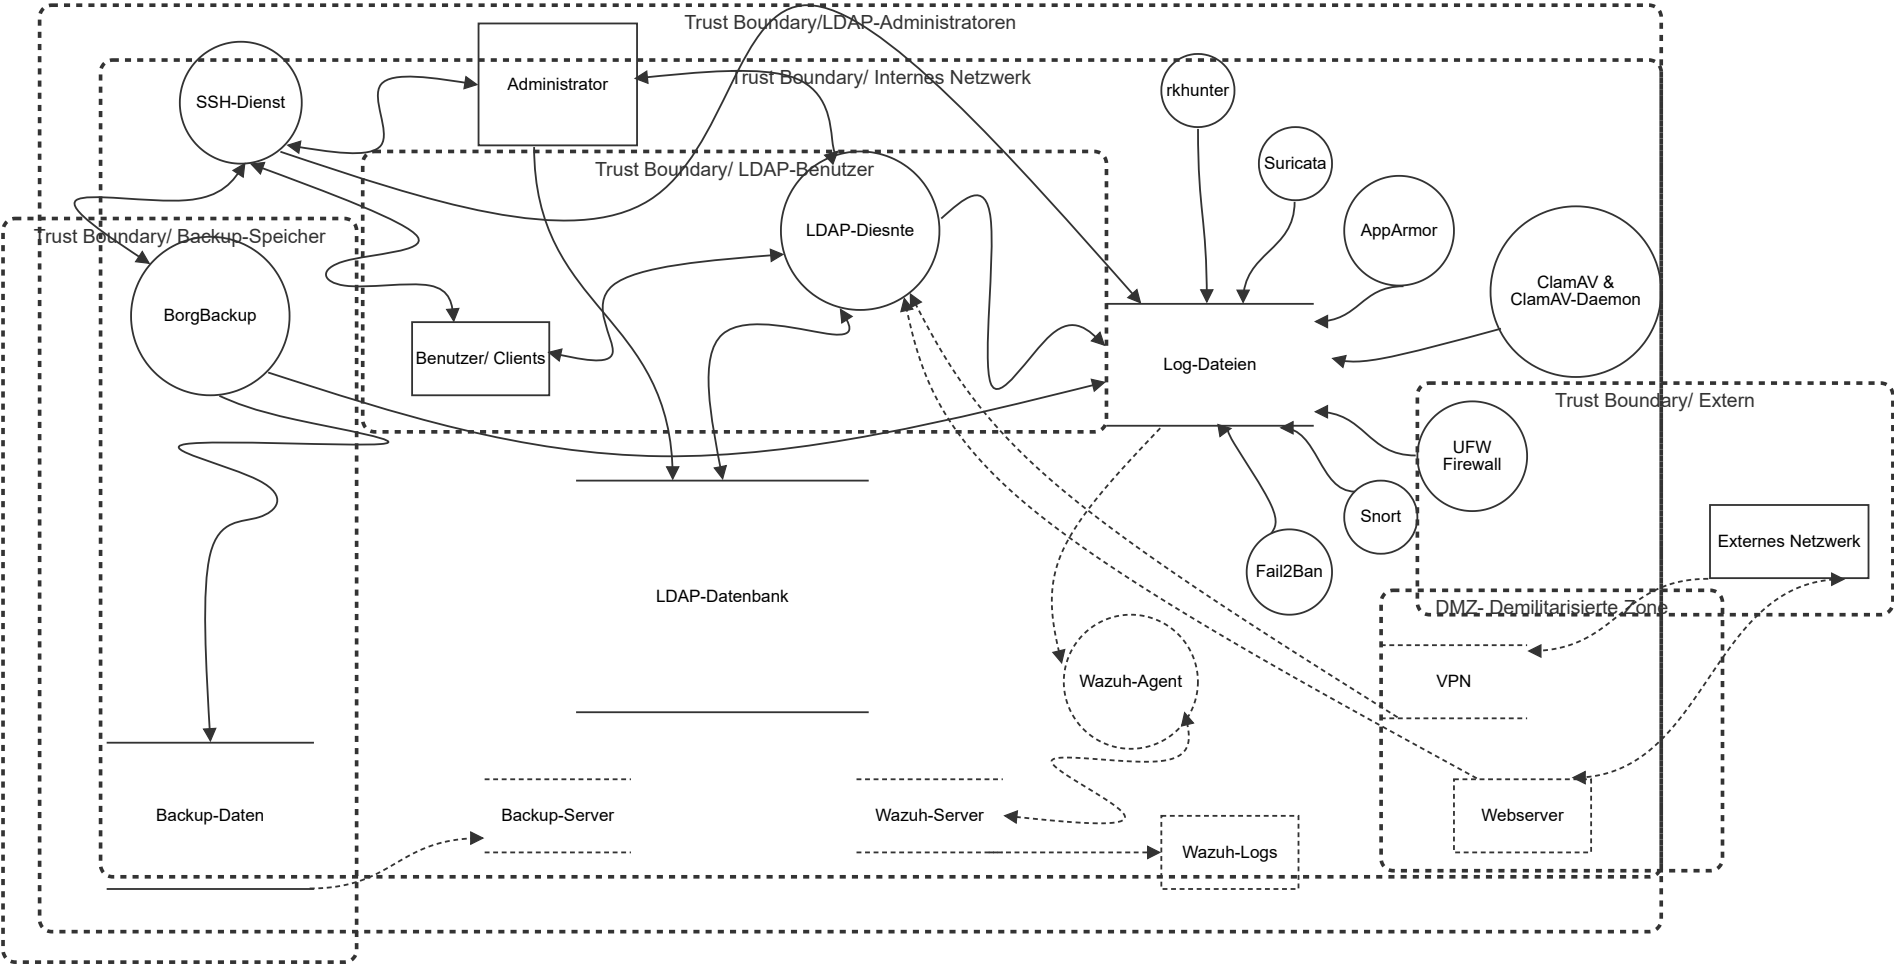 Trust Boundary/LDAP-Administratoren
Trust Boundary/ Internes Netzwerk
Administrator
SSH-Dienst
rkhunter
Suricata
Trust Boundary/ LDAP-Benutzer
LDAP-Diesnte
AppArmor
Trust Boundary/ Backup-Speicher
ClamAV &
ClamAV-Daemon
BorgBackup
Benutzer/ Clients
Log-Dateien
Trust Boundary/ Extern
UFW
Firewall
Snort
Externes Netzwerk
Fail2Ban
LDAP-Datenbank
DMZ- Demilitarisierte Zone
Wazuh-Agent
VPN
Backup-Daten
Backup-Server
Wazuh-Server
Webserver
Wazuh-Logs